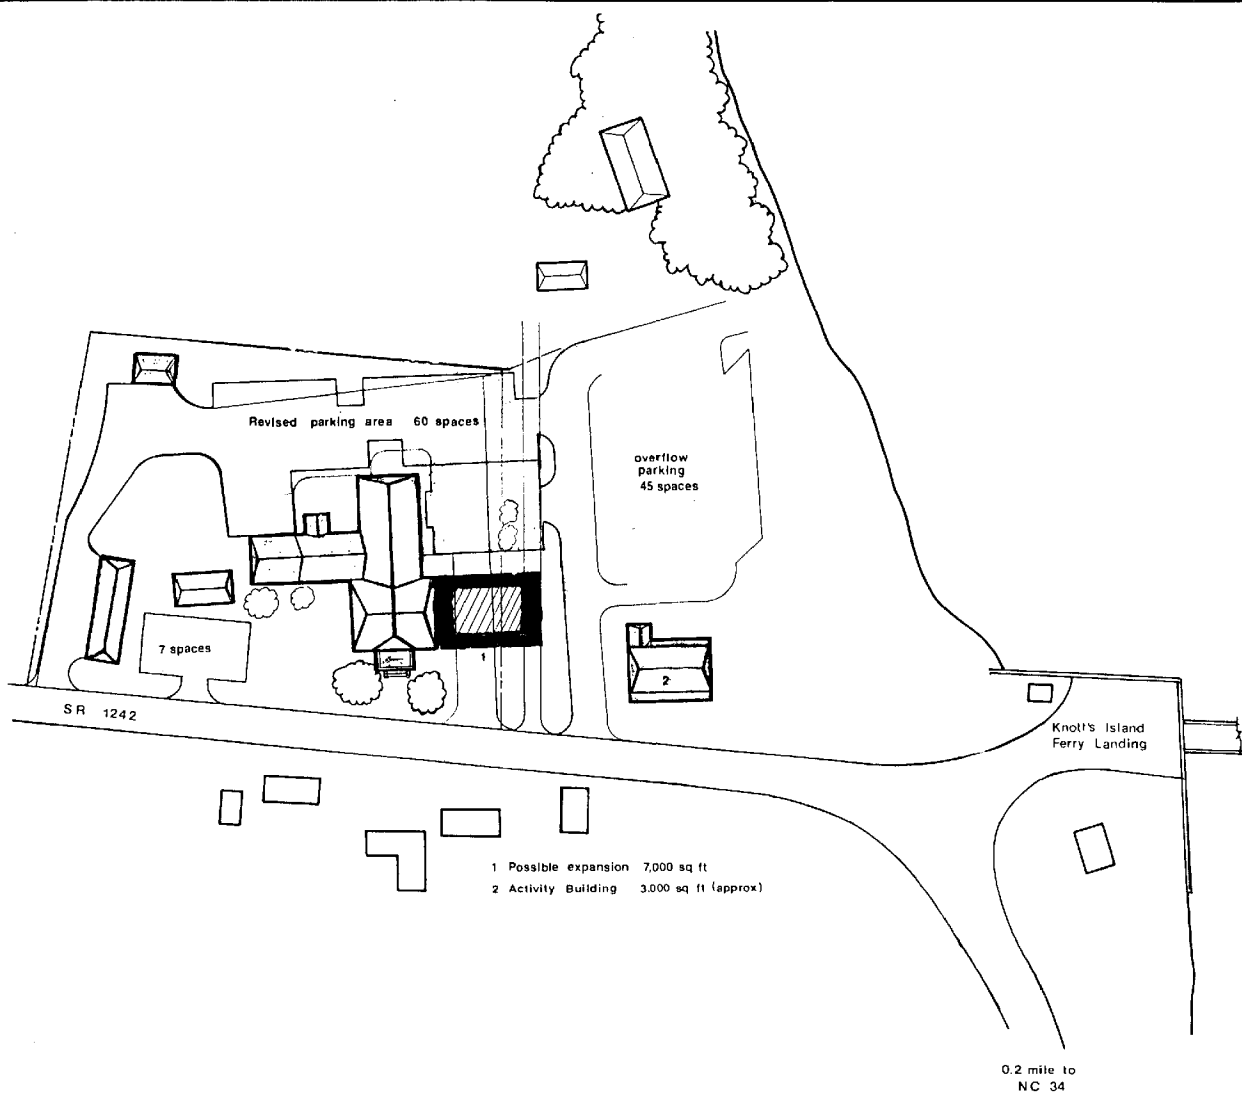 Revised parking area 60 spaces
overflow
parking
45 spaces
7 spaces
1
2
SR 1242
Knott's Island
Ferry Landing
1 Possible expansion 7,000 sq ft
2 Activity Building 3.000 sq ft (approx)
0.2 mile to
NC 34